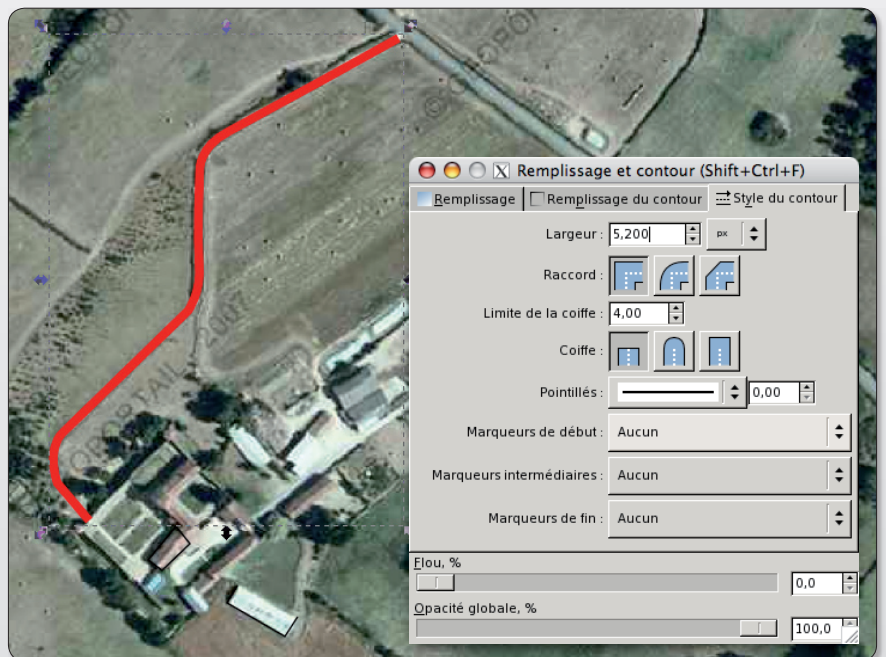 Remplissage et contour (Shift+Ctrl+F)
Remplissage Remplissage du contour Style du contour
Largeur : 5,200 px
Raccord :
Limite de la coiffe : 4,00
Coiffe :
Pointillés : 0,00
Marqueurs de début : Aucun
Marqueurs intermédiaires : Aucun
Marqueurs de fin : Aucun
Flou, %
0,0
Opacité globale, %
100,0